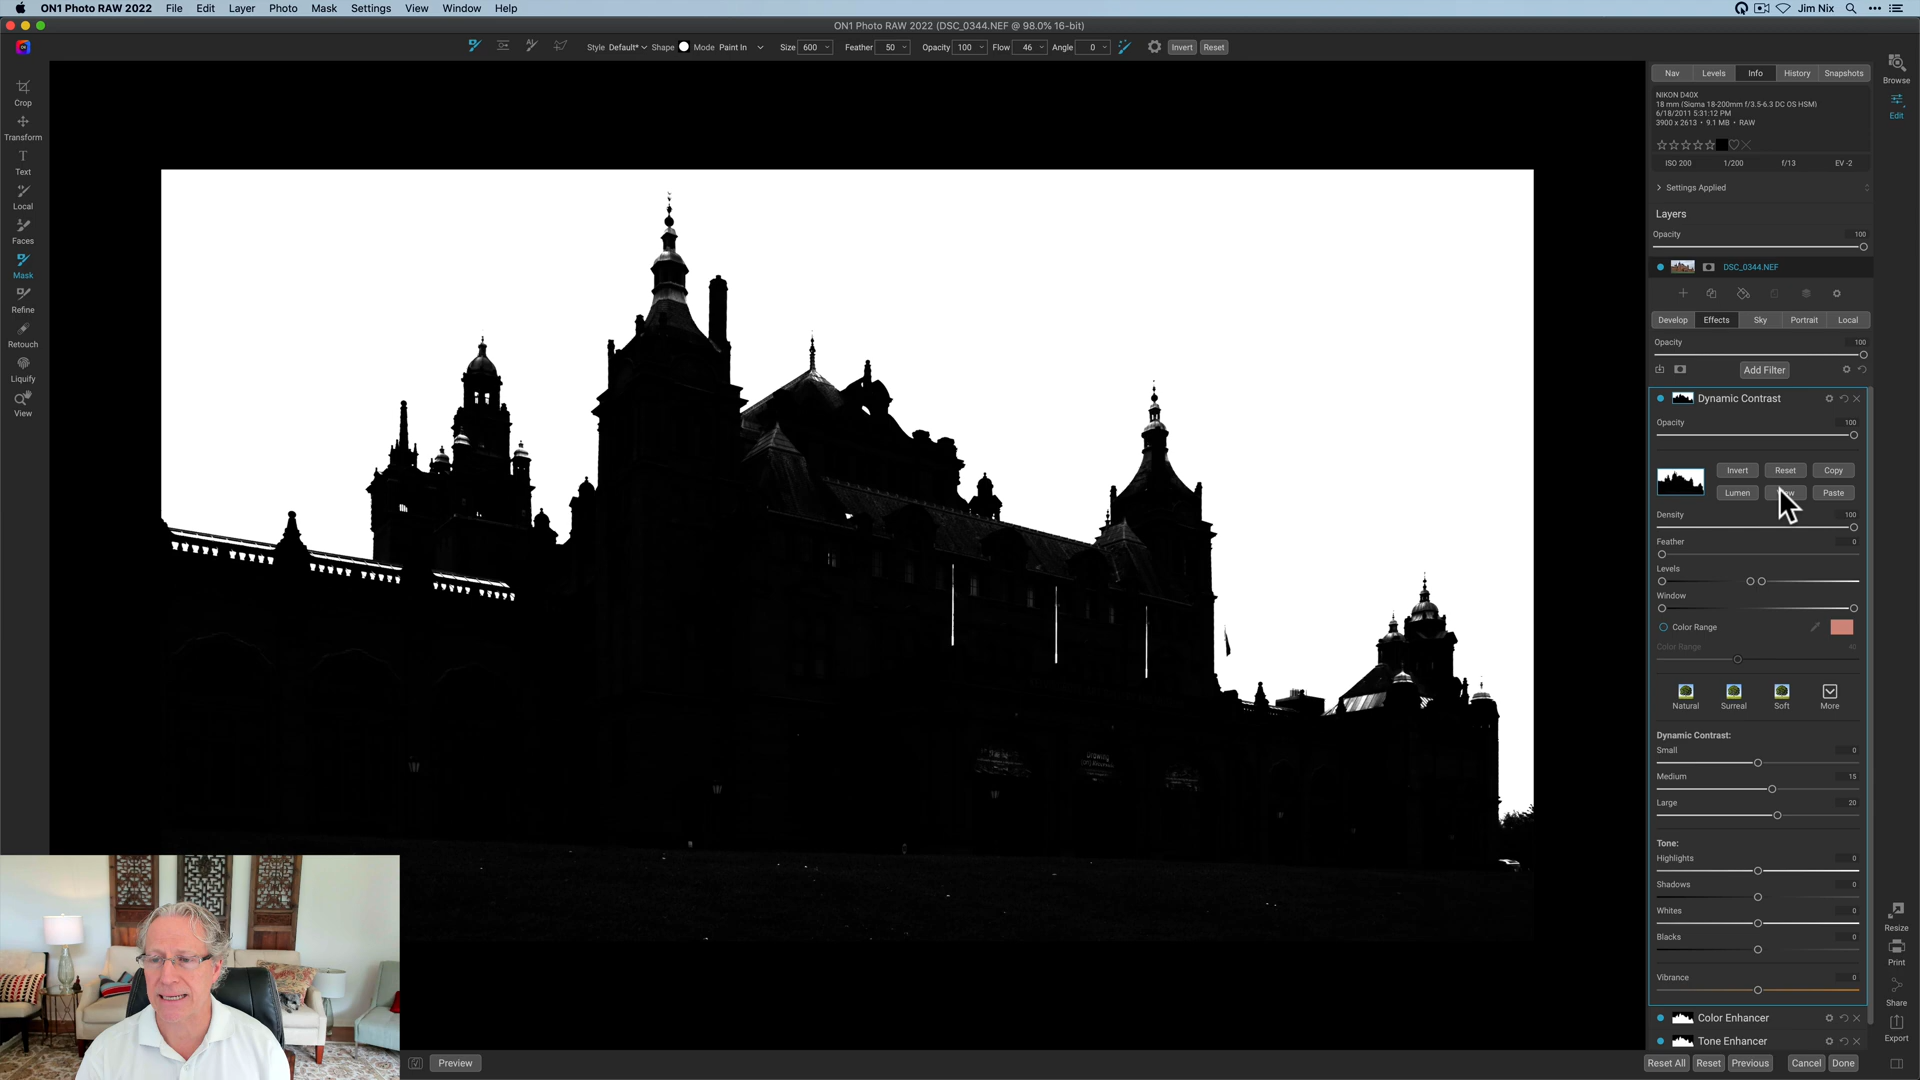 ON1 Photo RAW 2022 File Edit Layer Photo Mask Settings View Window Help Jim Nix
ON1 Photo RAW 2022 (DSC_0344.NEF @ 98.0% 16-bit)
Style Default* Shape Mode Paint In Size 600 Feather 50 Opacity 100 Flow 46 Angle 0 Invert Reset
Crop
Transform
Text
Local
Faces
Mask
Refine
Retouch
Liquify
View
Nav Levels Info History Snapshots
NIKON D40X
18 mm (Sigma 18-200mm f/3.5-6.3 DC OS HSM)
6/18/2011 5:31:12 PM
3900 x 2613 • 9.1 MB • RAW
ISO 200 1/200 f/13 EV -2
Settings Applied
Layers
Opacity 100
DSC_0344.NEF
Develop Effects Sky Portrait Local
Opacity 100
Add Filter
Dynamic Contrast
Opacity 100
Invert Reset Copy
Lumen Paste
Density 100
Feather 0
Levels
Window
Color Range
Color Range 40
Natural Surreal Soft More
Dynamic Contrast:
Small 0
Medium 15
Large 20
Tone:
Highlights 0
Shadows 0
Whites 0
Blacks 0
Vibrance 0
Color Enhancer
Tone Enhancer
Reset All Reset Previous Cancel Done
Browse
Edit
Resize
Print
Share
Export
Preview